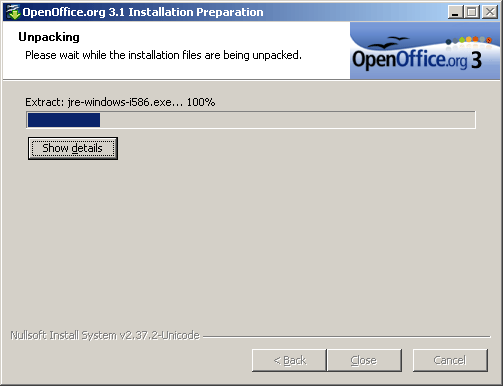 OpenOffice.org 3.1 Installation Preparation
Unpacking
Please wait while the installation files are being unpacked.
OpenOffice.org 3
Extract: jre-windows-i586.exe... 100%
Show details
Nullsoft Install System v2.37.2-Unicode
< Back
Close
Cancel